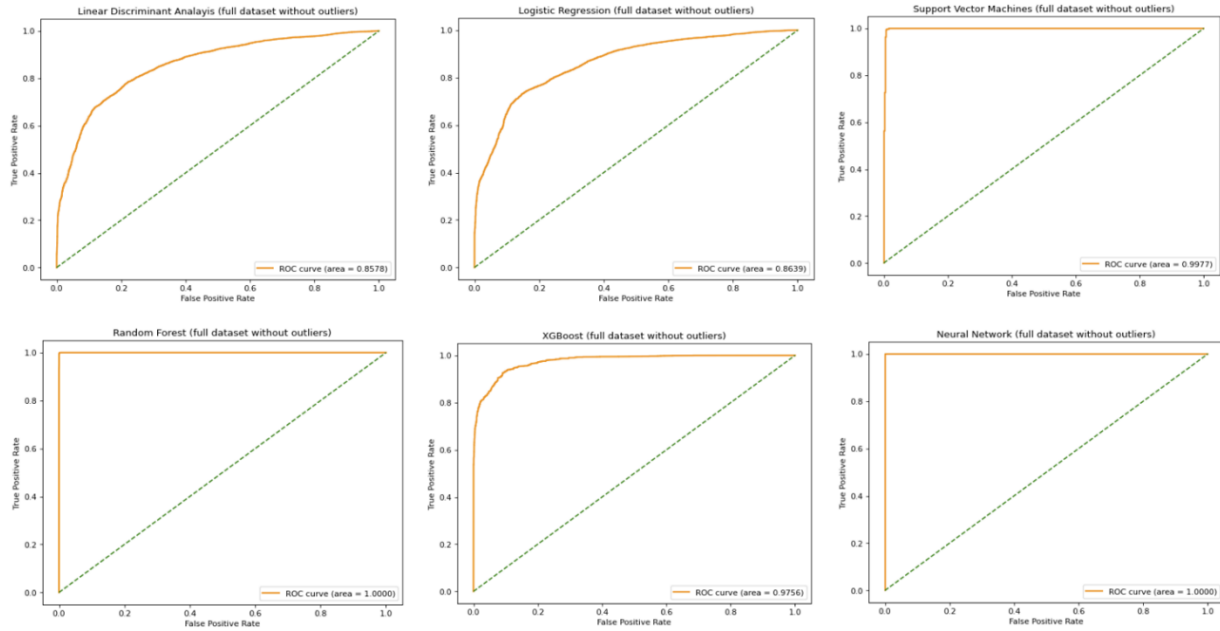 Linear Discriminant Analayis (full dataset without outliers)
1.0
0.8
0.6
0.4
0.2
0.0
True Positive Rate
ROC curve (area = 0.8578)
0.0 0.2 0.4 0.6 0.8 1.0
False Positive Rate
Logistic Regression (full dataset without outliers)
1.0
0.8
0.6
0.4
0.2
0.0
True Positive Rate
ROC curve (area = 0.8639)
0.0 0.2 0.4 0.6 0.8 1.0
False Positive Rate
Support Vector Machines (full dataset without outliers)
1.0
0.8
0.6
0.4
0.2
0.0
True Positive Rate
ROC curve (area = 0.9977)
0.0 0.2 0.4 0.6 0.8 1.0
False Positive Rate
Random Forest (full dataset without outliers)
1.0
0.8
0.6
0.4
0.2
0.0
True Positive Rate
ROC curve (area = 1.0000)
0.0 0.2 0.4 0.6 0.8 1.0
False Positive Rate
XGBoost (full dataset without outliers)
1.0
0.8
0.6
0.4
0.2
0.0
True Positive Rate
ROC curve (area = 0.9756)
0.0 0.2 0.4 0.6 0.8 1.0
False Positive Rate
Neural Network (full dataset without outliers)
1.0
0.8
0.6
0.4
0.2
0.0
True Positive Rate
ROC curve (area = 1.0000)
0.0 0.2 0.4 0.6 0.8 1.0
False Positive Rate